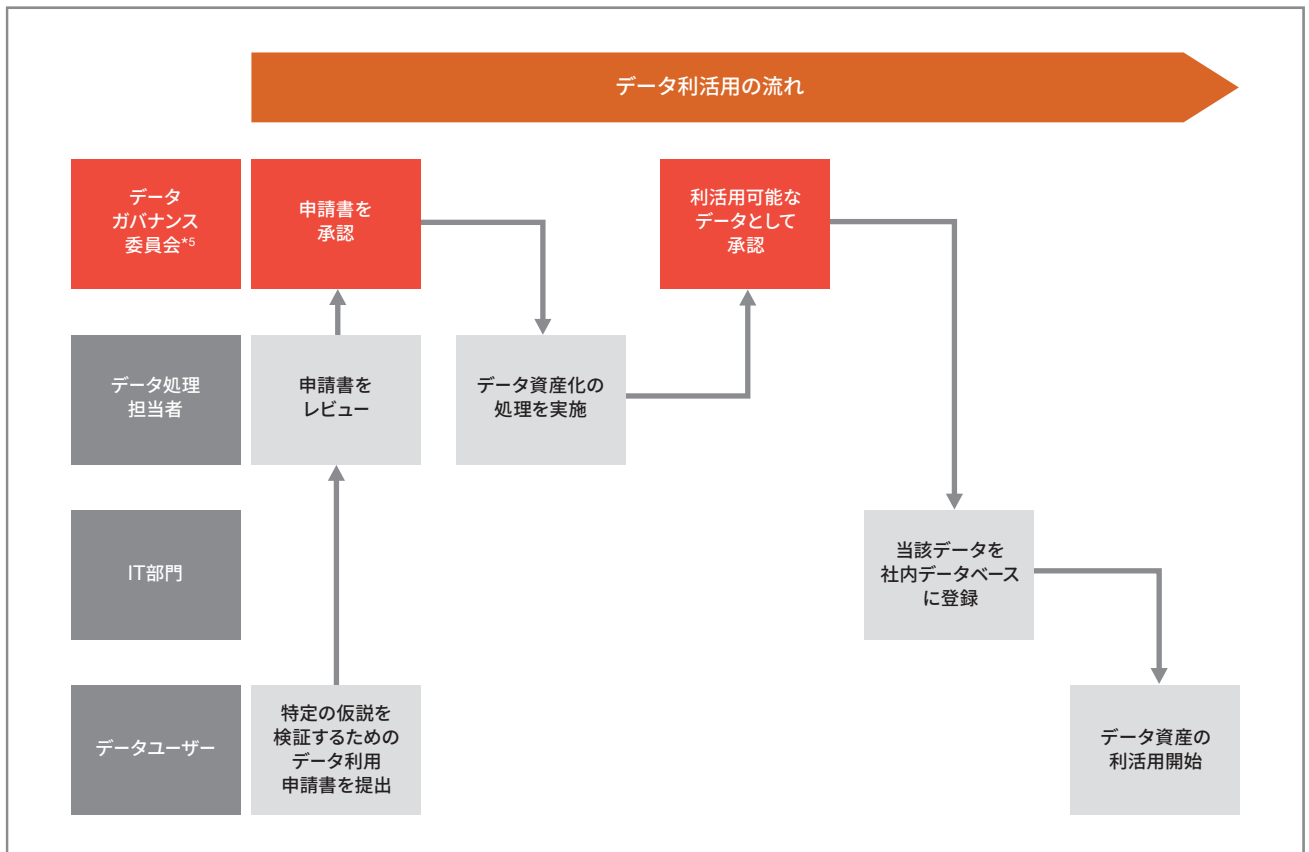 データ利活用の流れ
データ
ガバナンス
委員会*5
申請書を
承認
利活用可能な
データとして
承認
データ処理
担当者
申請書を
レビュー
データ資産化の
処理を実施
IT部門
当該データを
社内データベース
に登録
データユーザー
特定の仮説を
検証するための
データ利用
申請書を提出
データ資産の
利活用開始